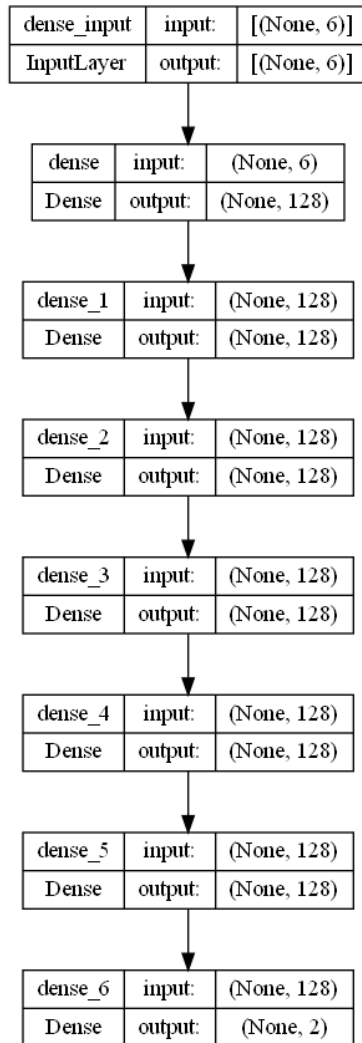 dense_input input: [(None, 6)]
InputLayer output: [(None, 6)]
dense input: (None, 6)
Dense output: (None, 128)
dense_1 input: (None, 128)
Dense output: (None, 128)
dense_2 input: (None, 128)
Dense output: (None, 128)
dense_3 input: (None, 128)
Dense output: (None, 128)
dense_4 input: (None, 128)
Dense output: (None, 128)
dense_5 input: (None, 128)
Dense output: (None, 128)
dense_6 input: (None, 128)
Dense output: (None, 2)